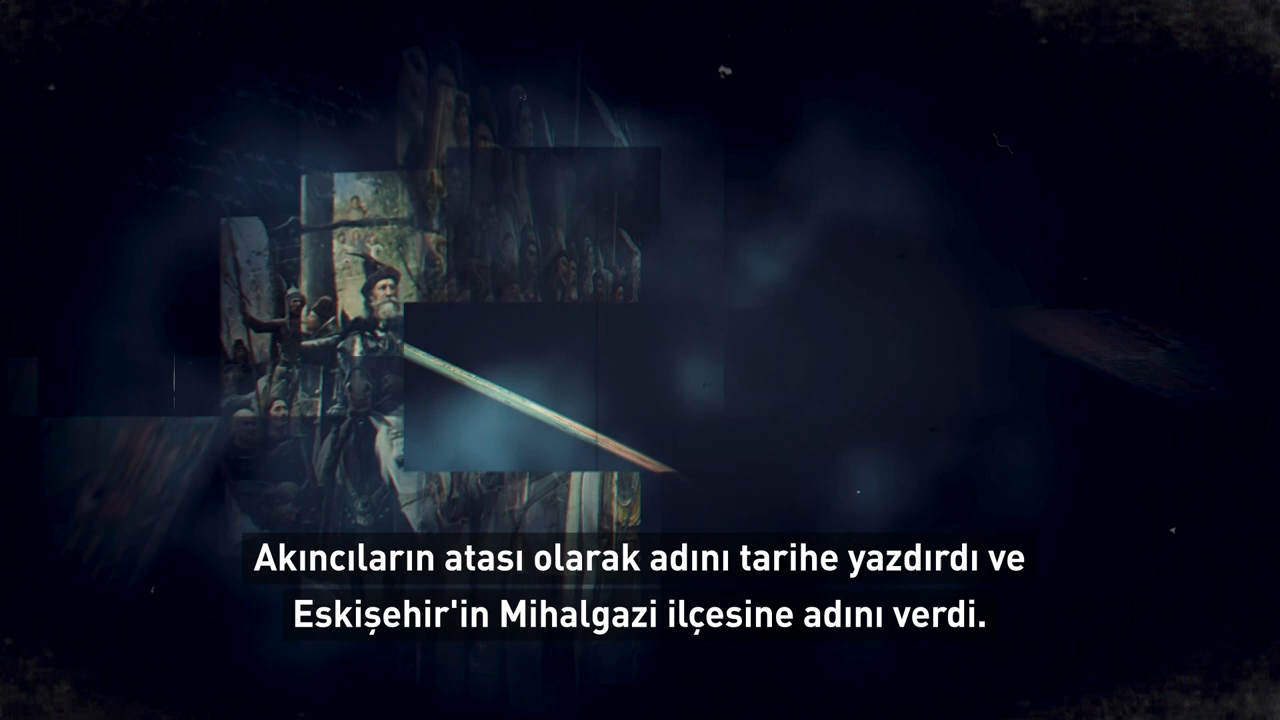 Akıncıların atası olarak adını tarihe yazdırdı ve
Eskişehir'in Mihalgazi ilçesine adını verdi.